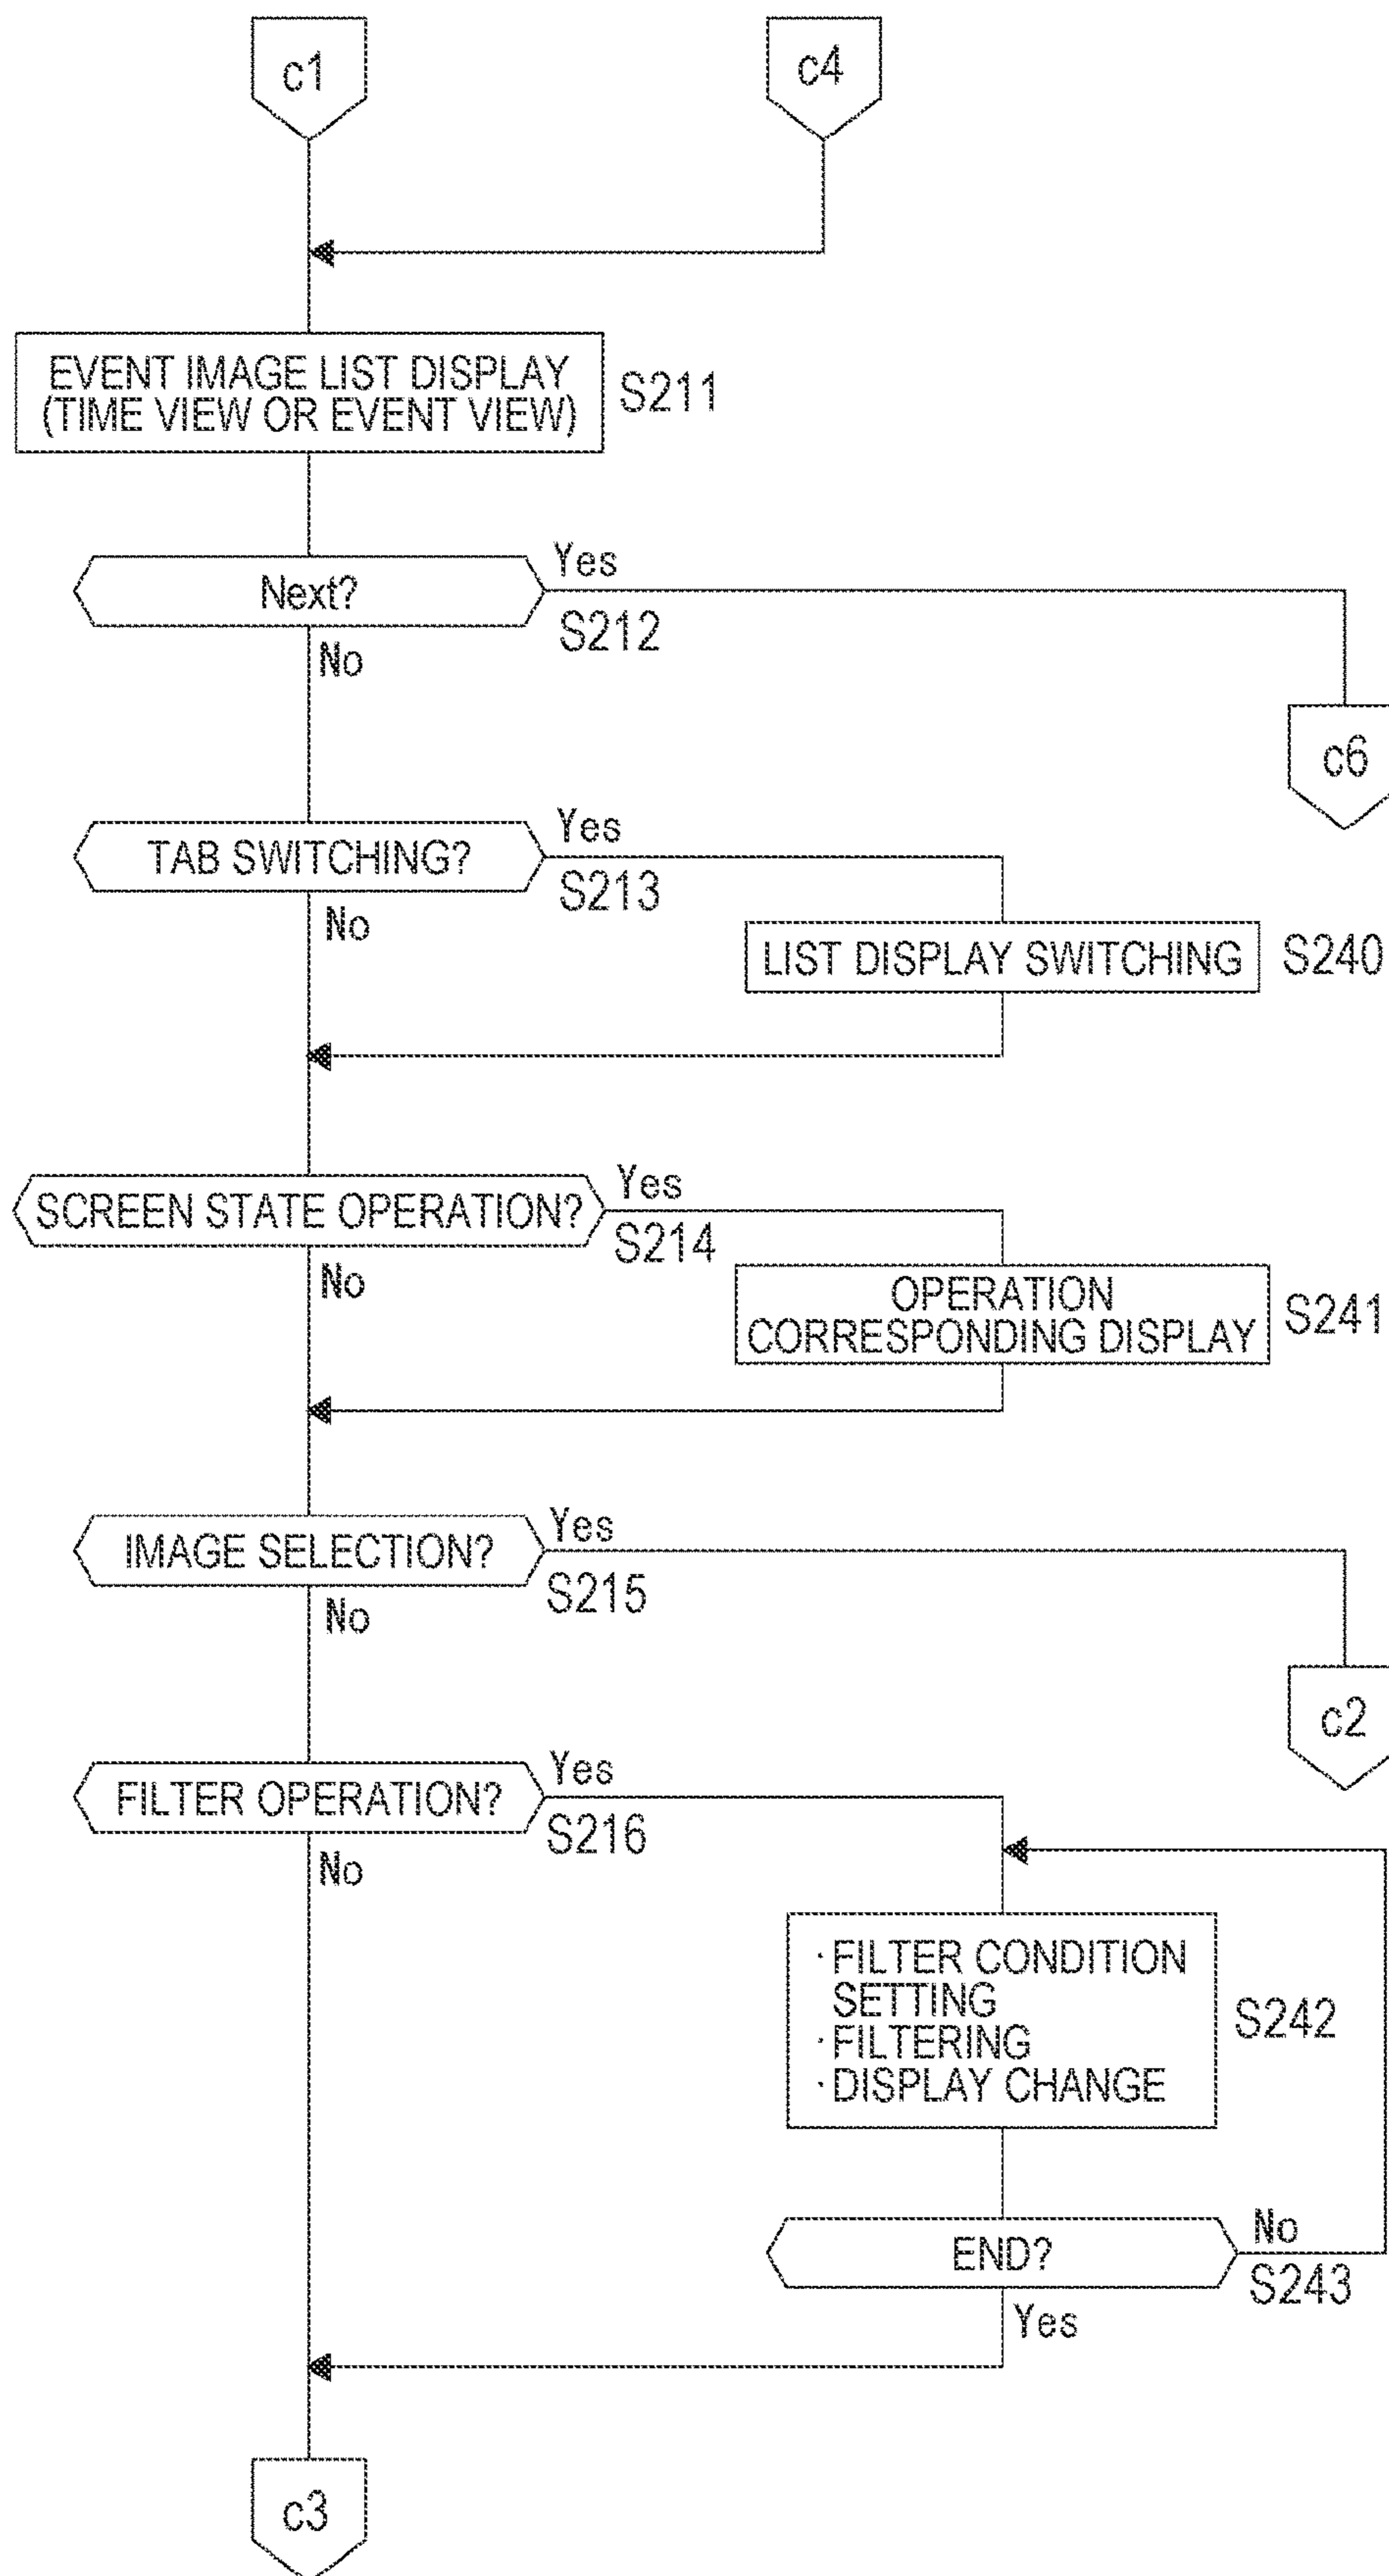 c1
c4
EVENT IMAGE LIST DISPLAY
(TIME VIEW OR EVENT VIEW)
S211
Next?
Yes
S212
No
c6
TAB SWITCHING?
Yes
S213
No
LIST DISPLAY SWITCHING
S240
SCREEN STATE OPERATION?
Yes
S214
No
OPERATION
CORRESPONDING DISPLAY
S241
IMAGE SELECTION?
Yes
S215
No
c2
FILTER OPERATION?
Yes
S216
No
· FILTER CONDITION
SETTING
· FILTERING
· DISPLAY CHANGE
S242
END?
No
S243
Yes
c3